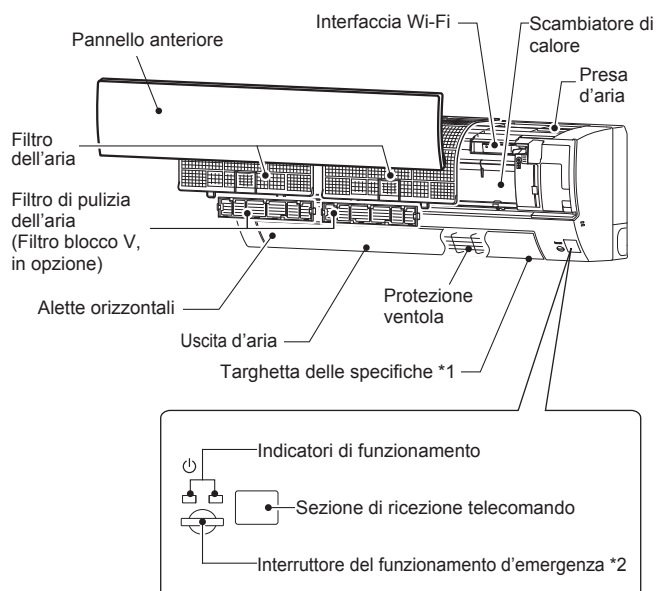 Interfaccia Wi-Fi
Scambiatore di
calore
Pannello anteriore
Presa
d’aria
Filtro
dell’aria
Filtro di pulizia
dell’aria
(Filtro blocco V,
in opzione)
Alette orizzontali
Protezione
ventola
Uscita d’aria
Targhetta delle specifiche *1
Indicatori di funzionamento
Sezione di ricezione telecomando
Interruttore del funzionamento d’emergenza *2